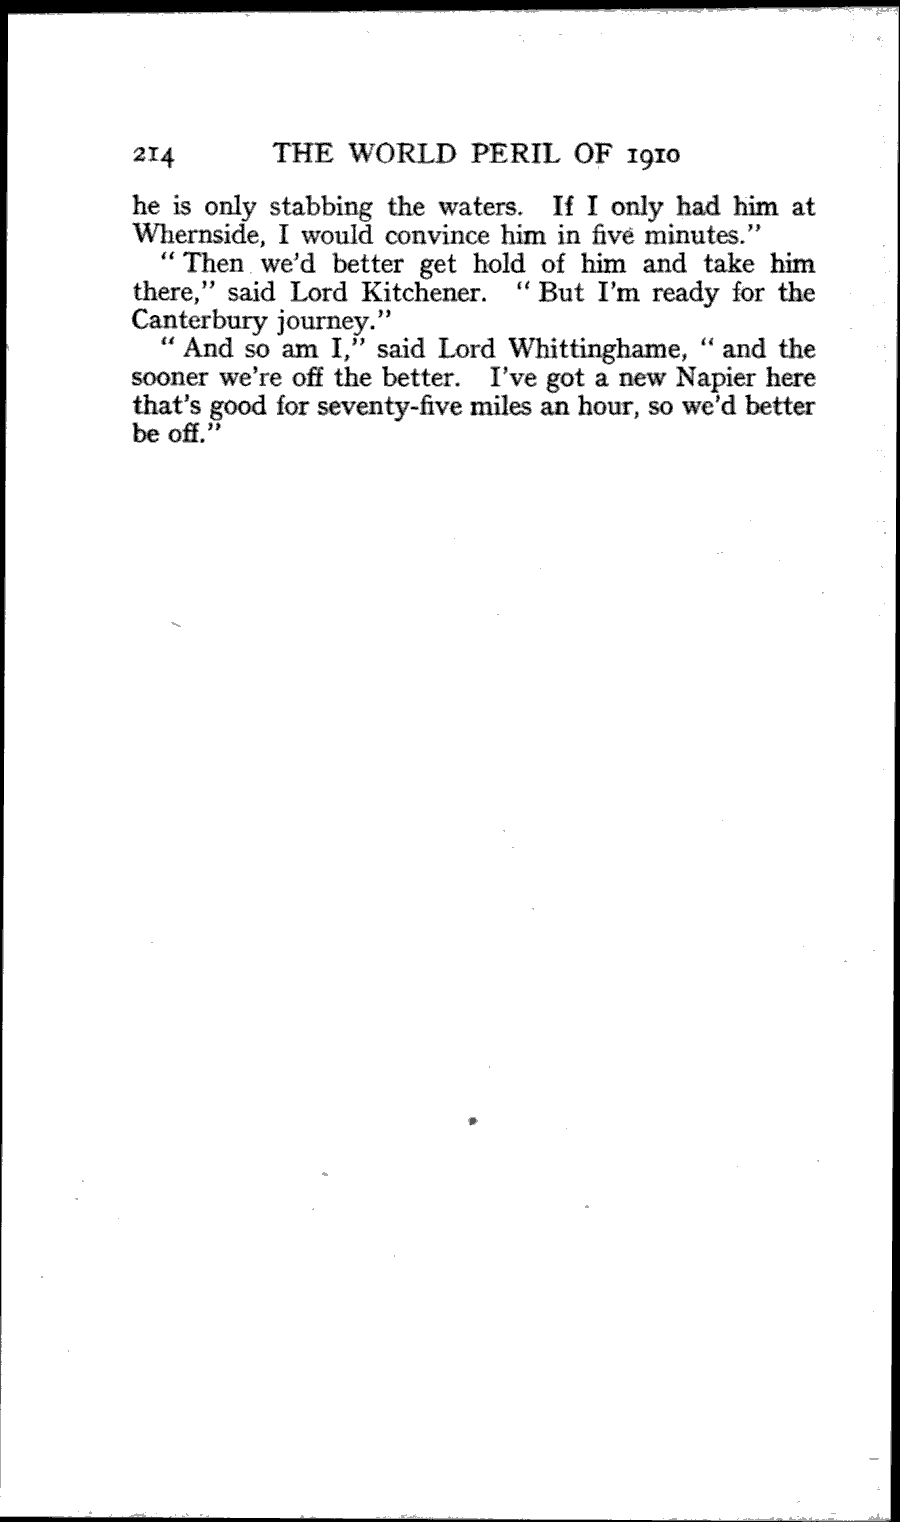 214 THE WORLD PERIL OF 1910
he is only stabbing the waters. If I only had him at
Whernside, I would convince him in five minutes.”
“ Then we’d better get hold of him and take him
there,” said Lord Kitchener. “ But I’m ready for the
Canterbury journey.”
“ And so am I,” said Lord Whittinghame, “ and the
sooner we’re off the better. I’ve got a new Napier here
that’s good for seventy-five miles an hour, so we’d better
be off.”